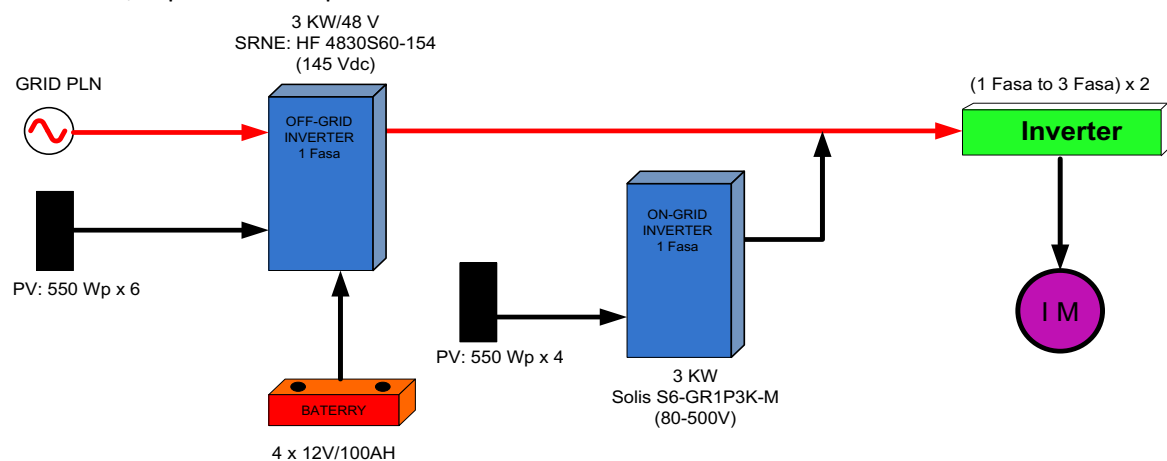 3 KW/48 V
SRNE: HF 4830S60-154
(145 Vdc)
GRID PLN
OFF-GRID
INVERTER
1 Fasa
PV: 550 Wp x 6
BATERRY
4 x 12V/100AH
ON-GRID
INVERTER
1 Fasa
PV: 550 Wp x 4
3 KW
Solis S6-GR1P3K-M
(80-500V)
(1 Fasa to 3 Fasa) x 2
Inverter
I M